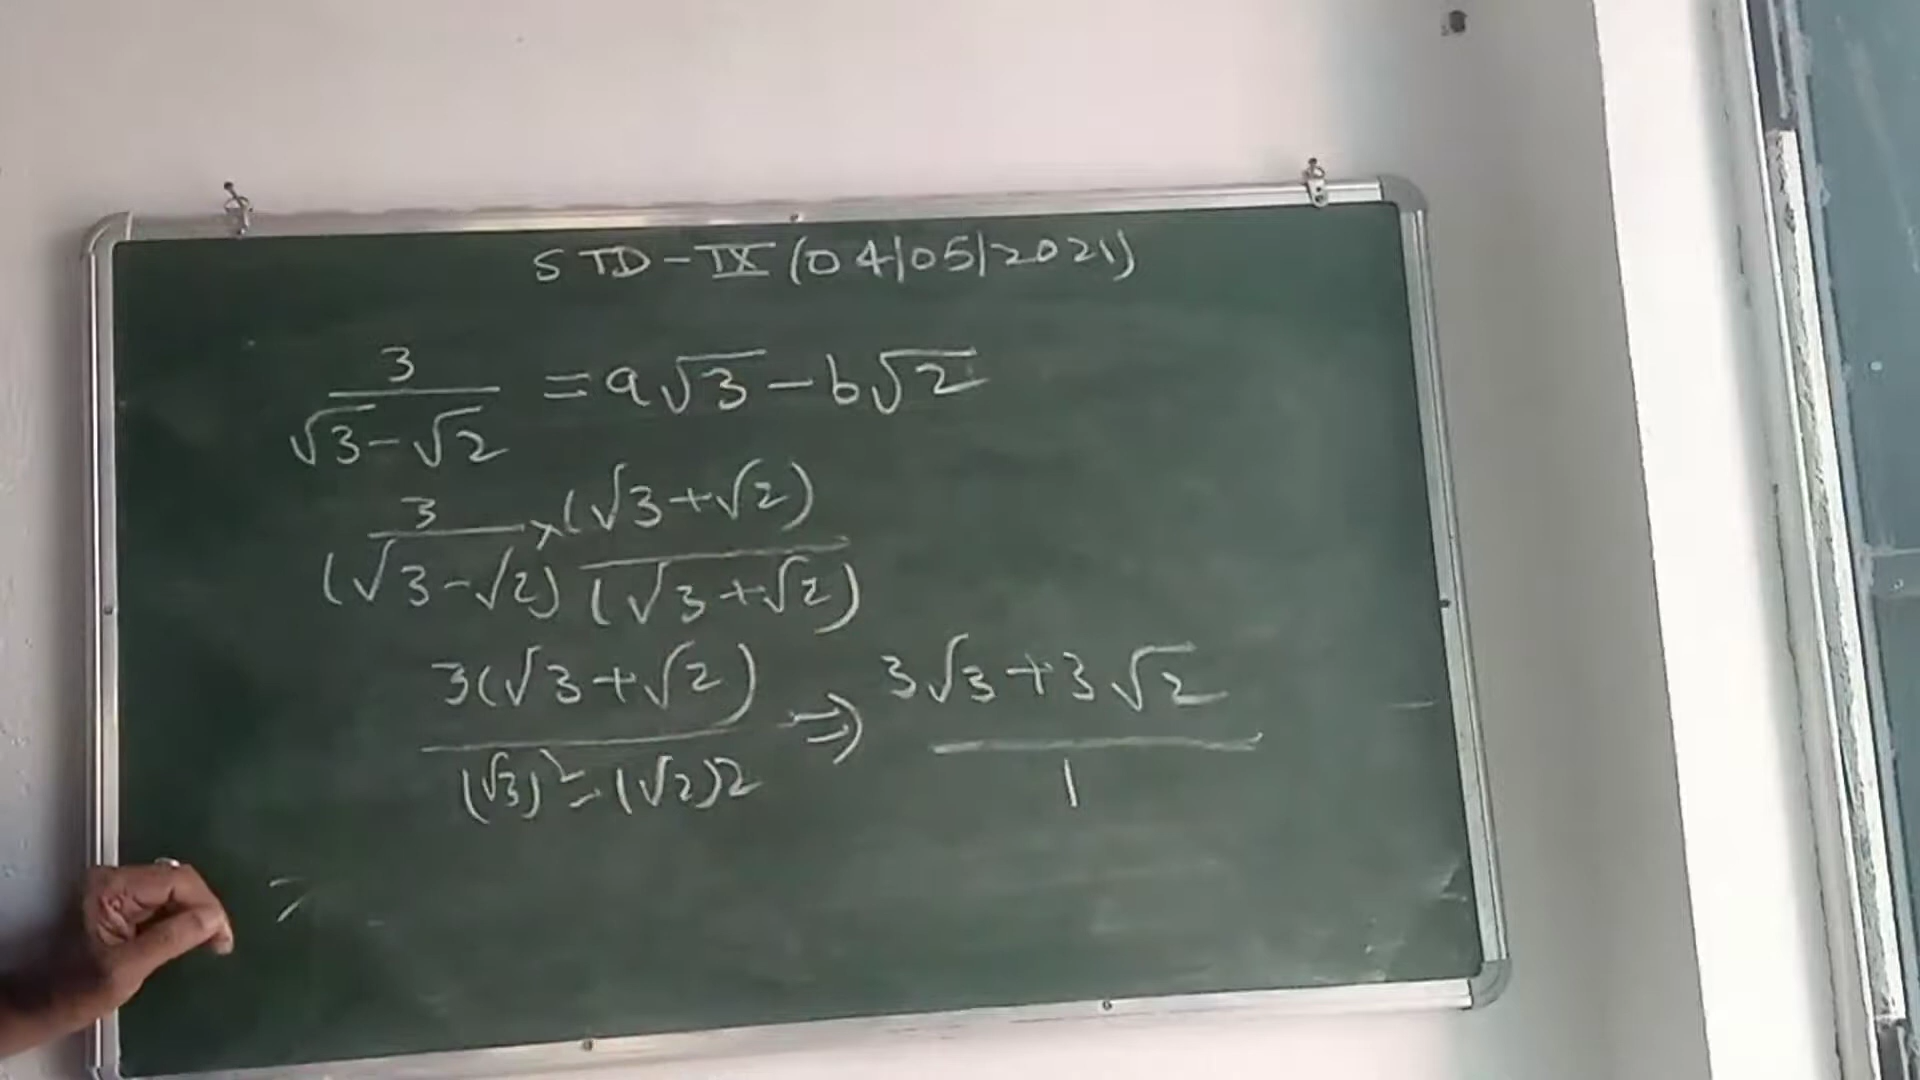 STD-IX (04/05/2021)
3/(√3-√2) = a√3-b√2
3/(√3-√2) × (√3+√2)/(√3+√2)
3(√3+√2)/(√3)²-(√2)2 ⇒ 3√3+3√2/1